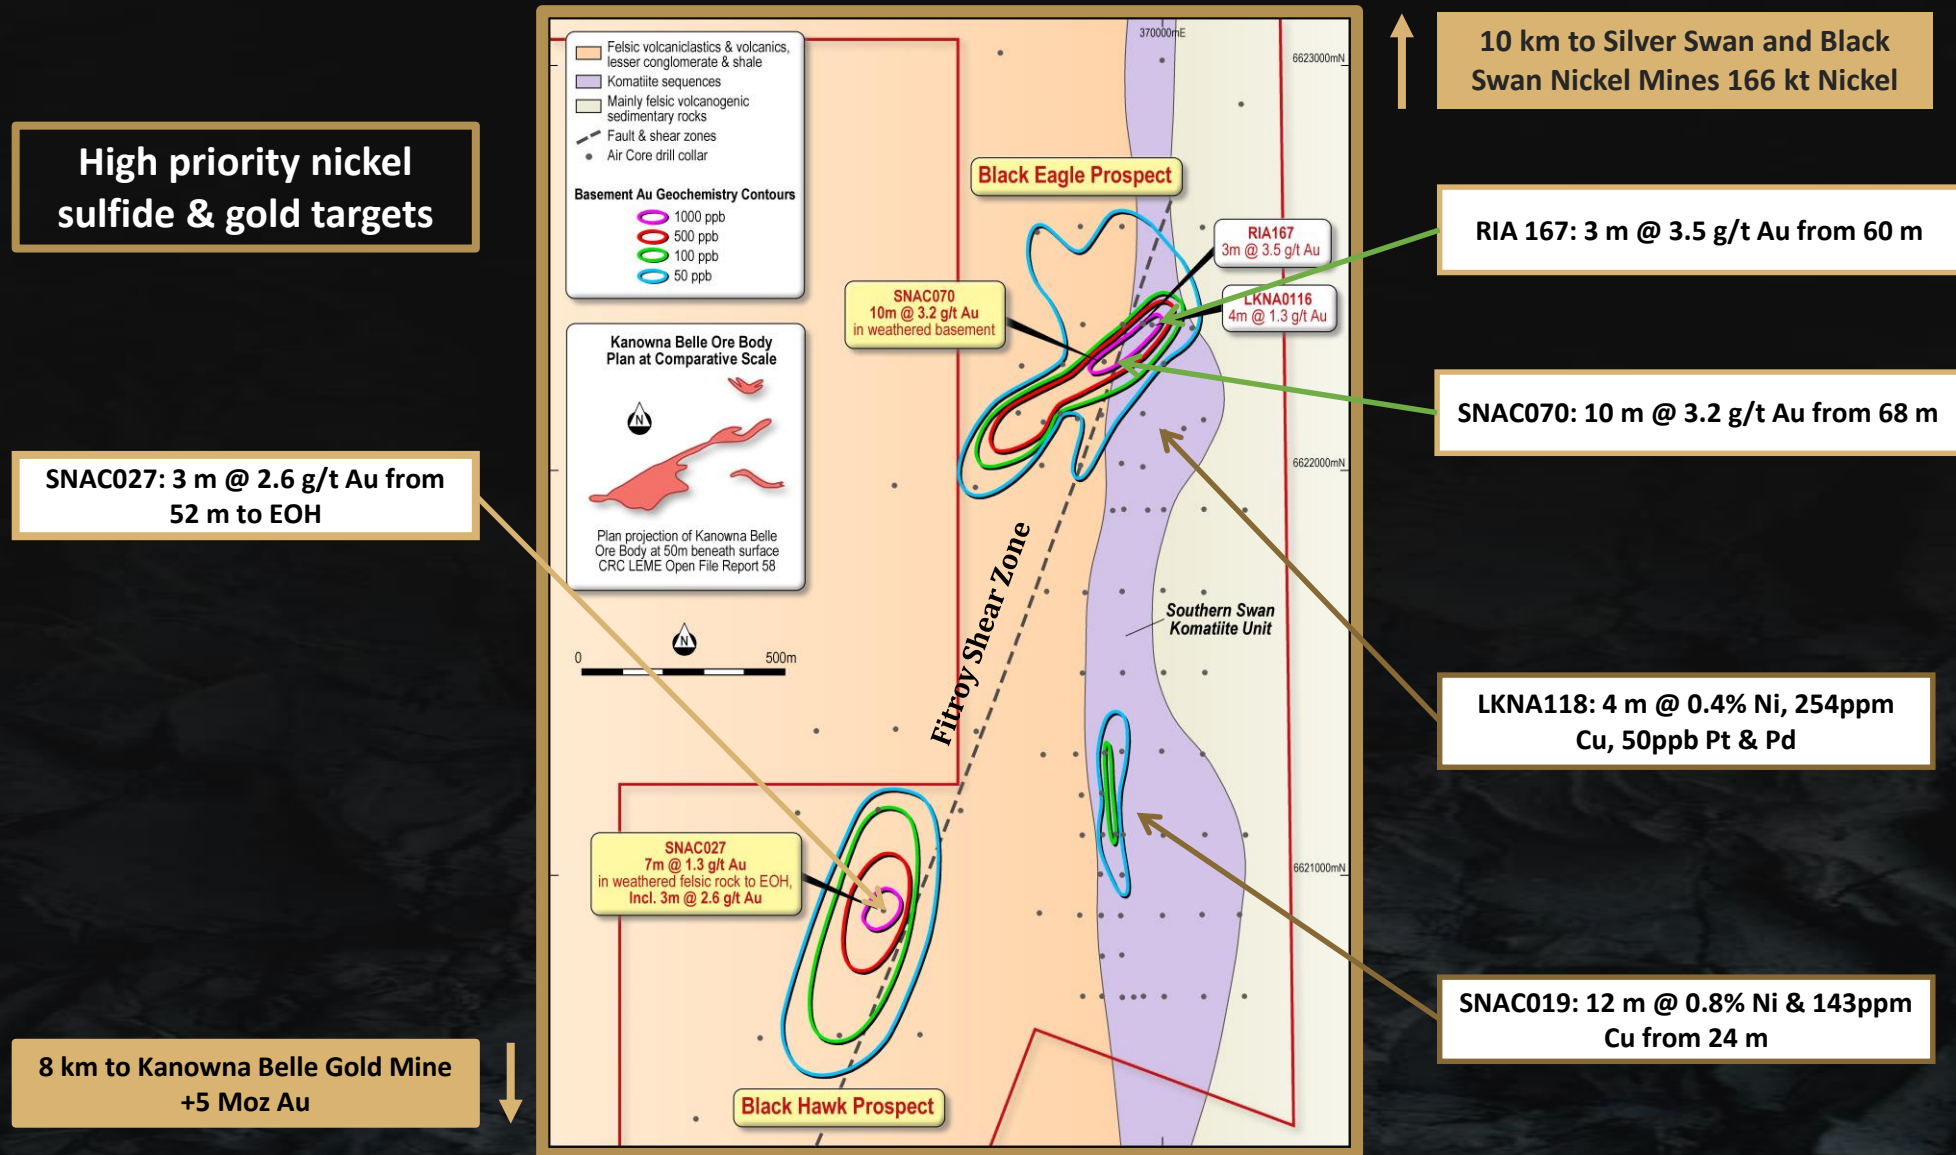 High priority nickel
sulfide & gold targets
SNAC027: 3 m @ 2.6 g/t Au from
52 m to EOH
8 km to Kanowna Belle Gold Mine
+5 Moz Au
Felsic volcaniclastics & volcanics,
lesser conglomerate & shale
Komatiite sequences
Mainly felsic volcanogenic
sedimentary rocks
Fault & shear zones
Air Core drill collar
Basement Au Geochemistry Contours
1000 ppb
500 ppb
100 ppb
50 ppb
Kanowna Belle Ore Body
Plan at Comparative Scale
N
Plan projection of Kanowna Belle
Ore Body at 50m beneath surface
CRC LEME Open File Report 58
N
0 500m
370000mE
6623000mN
Black Eagle Prospect
RIA167
3m @ 3.5 g/t Au
SNAC070
10m @ 3.2 g/t Au
in weathered basement
LKNA0116
4m @ 1.3 g/t Au
6622000mN
Fitroy Shear Zone
Southern Swan
Komatiite Unit
SNAC027
7m @ 1.3 g/t Au
in weathered felsic rock to EOH,
Incl. 3m @ 2.6 g/t Au
6621000mN
Black Hawk Prospect
10 km to Silver Swan and Black
Swan Nickel Mines 166 kt Nickel
RIA 167: 3 m @ 3.5 g/t Au from 60 m
SNAC070: 10 m @ 3.2 g/t Au from 68 m
LKNA118: 4 m @ 0.4% Ni, 254ppm
Cu, 50ppb Pt & Pd
SNAC019: 12 m @ 0.8% Ni & 143ppm
Cu from 24 m